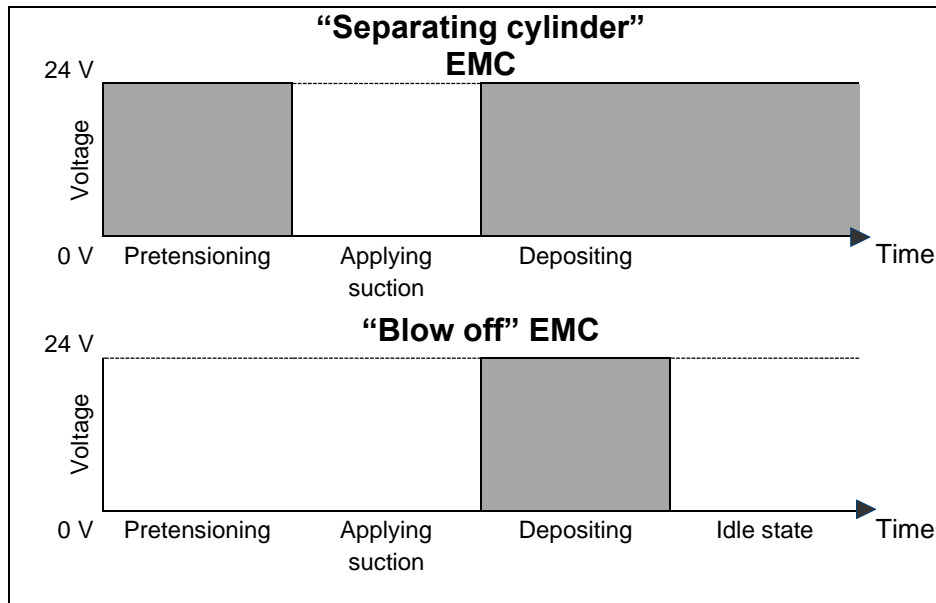 “Separating cylinder”
EMC
24 V
Voltage
0 V
Pretensioning
Applying
suction
Depositing
Time
“Blow off” EMC
24 V
Voltage
0 V
Pretensioning
Applying
suction
Depositing
Idle state
Time